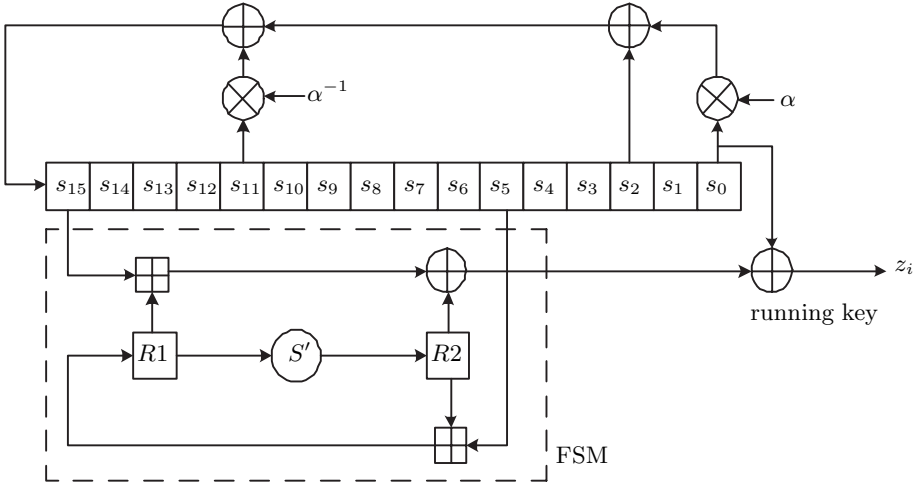 α⁻¹
α
s₁₅ s₁₄ s₁₃ s₁₂ s₁₁ s₁₀ s₉ s₈ s₇ s₆ s₅ s₄ s₃ s₂ s₁ s₀
zᵢ
running key
R1 S′ R2
FSM